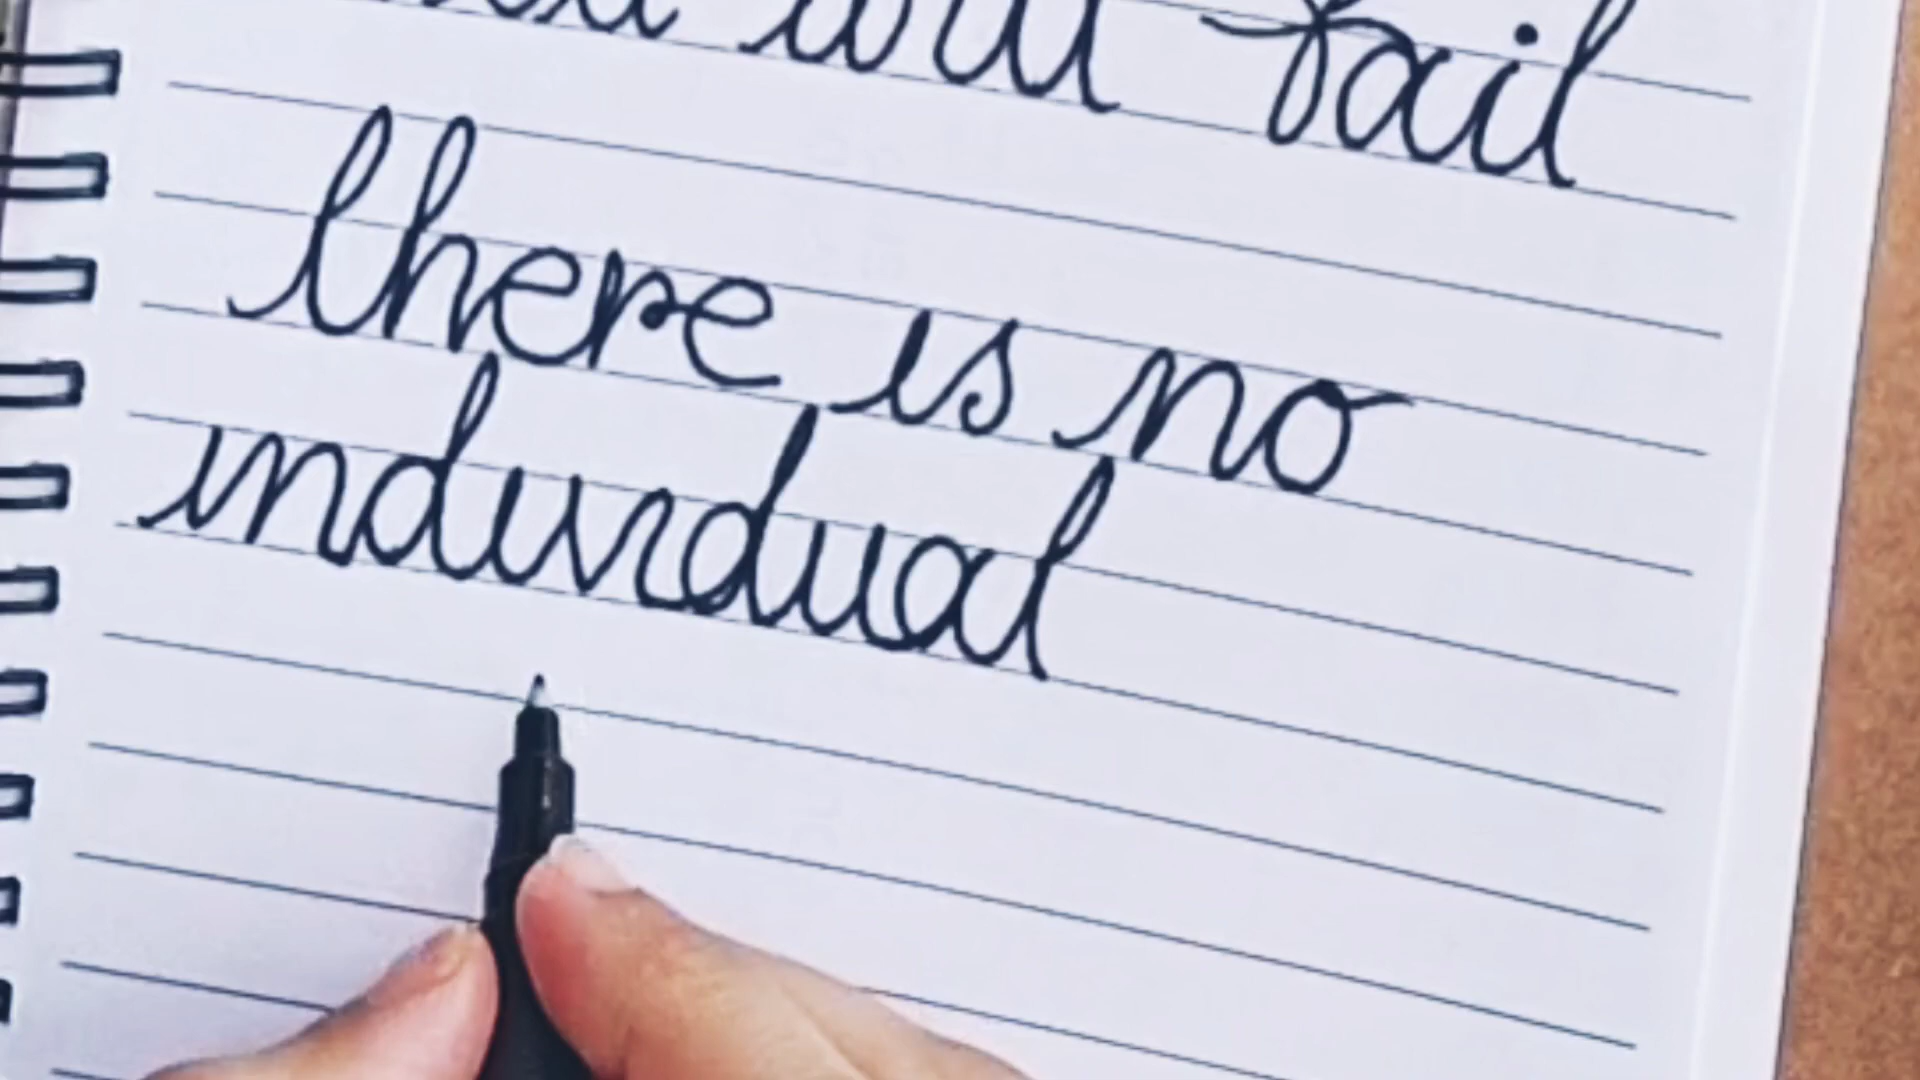 will fail
there is no
individual